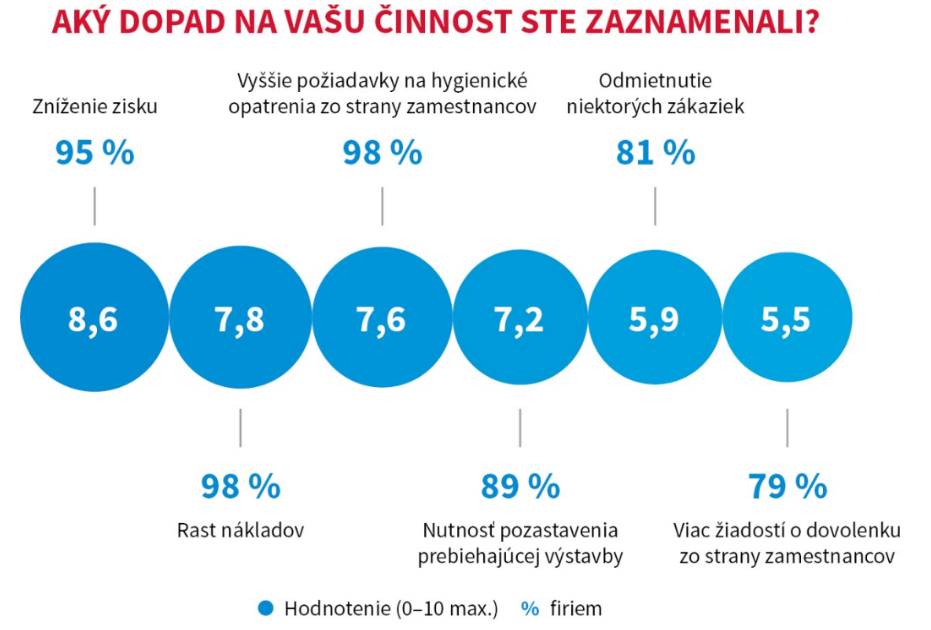 AKÝ DOPAD NA VAŠU ČINNOST STE ZAZNAMENALI?
Zníženie zisku
95 %
Vyššie požiadavky na hygienické
opatrenia zo strany zamestnancov
98 %
Odmietnutie
niektorých zákaziek
81 %
8,6
7,8
7,6
7,2
5,9
5,5
98 %
Rast nákladov
89 %
Nutnosť pozastavenia
prebiehajúcej výstavby
79 %
Viac žiadostí o dovolenku
zo strany zamestnancov
Hodnotenie (0–10 max.) % firiem